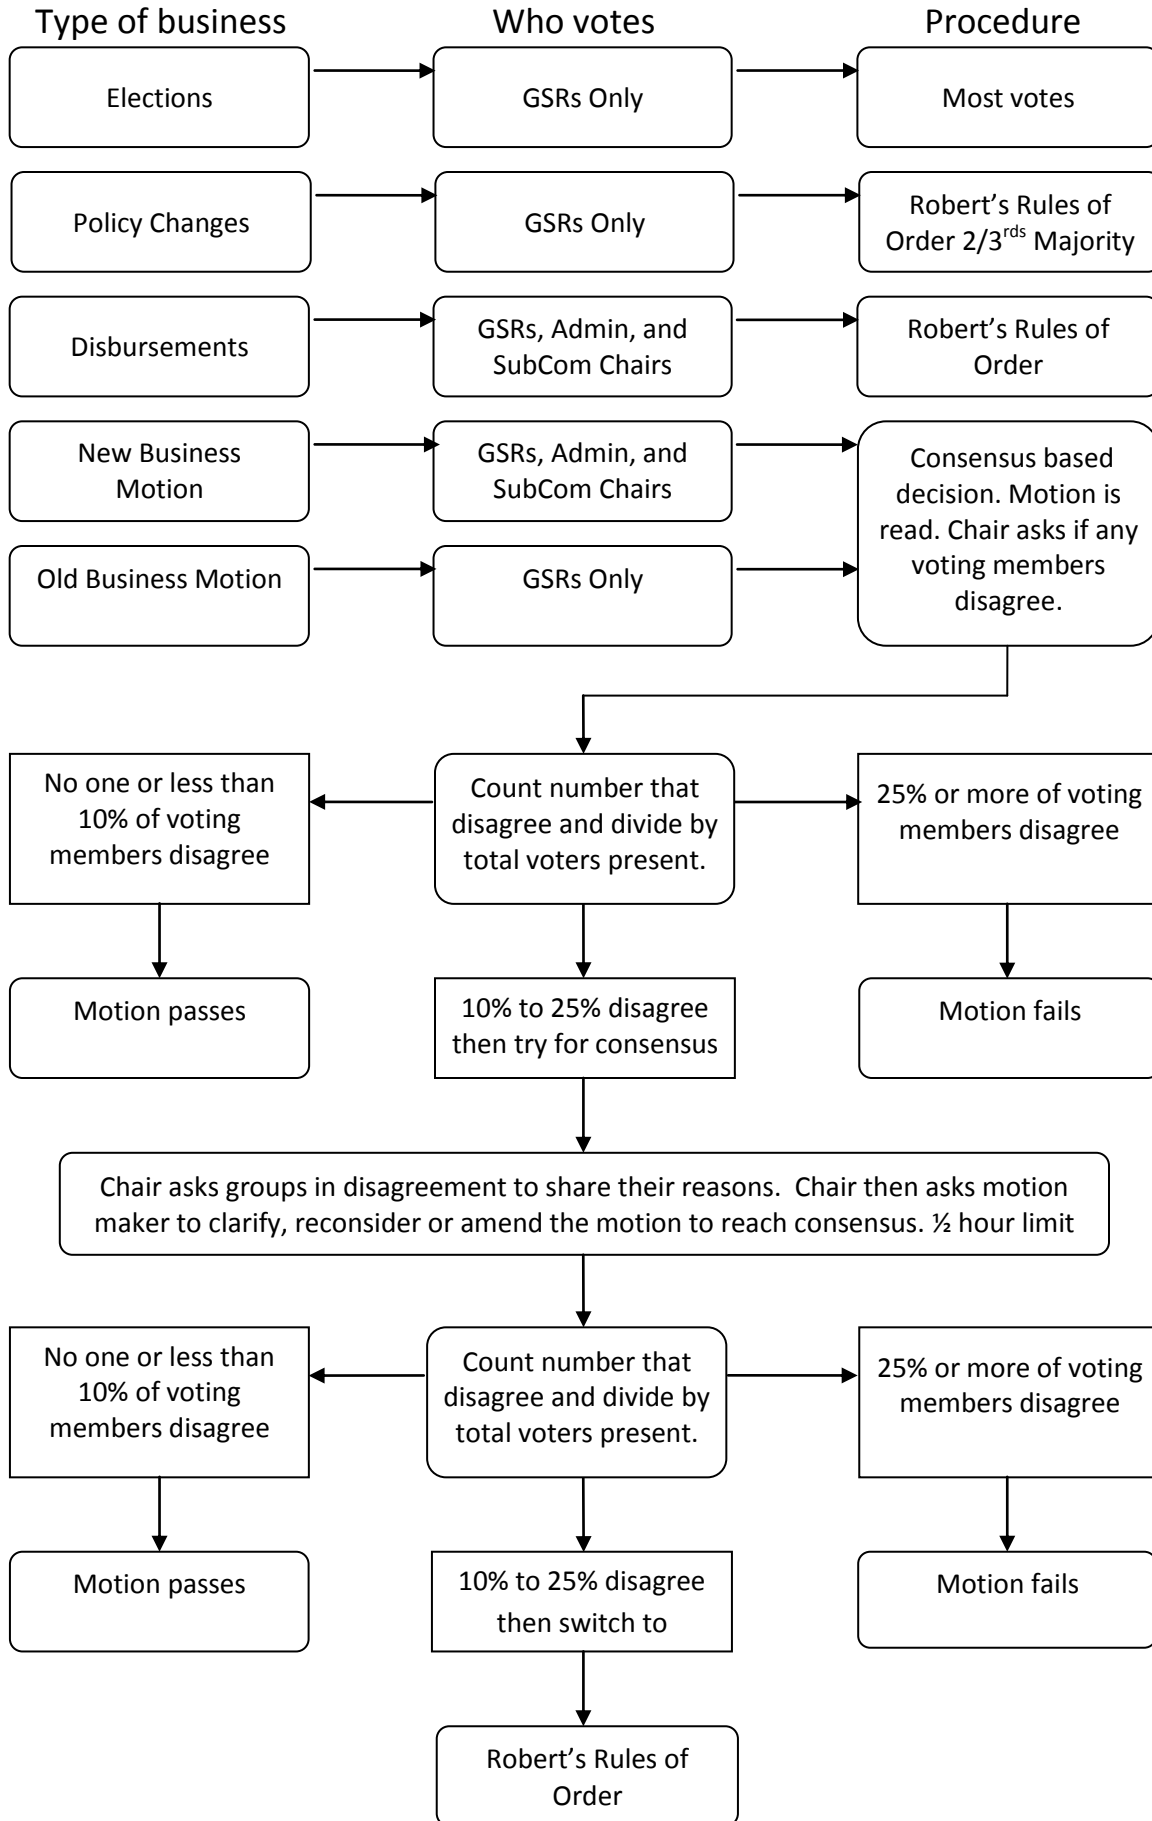 Type of business
Who votes
Procedure
Elections
GSRs Only
Most votes
Policy Changes
GSRs Only
Robert’s Rules of
Order 2/3rds Majority
Disbursements
GSRs, Admin, and
SubCom Chairs
Robert’s Rules of
Order
New Business
Motion
GSRs, Admin, and
SubCom Chairs
Consensus based
decision. Motion is
read. Chair asks if any
voting members
disagree.
Old Business Motion
GSRs Only
No one or less than
10% of voting
members disagree
Count number that
disagree and divide by
total voters present.
25% or more of voting
members disagree
Motion passes
10% to 25% disagree
then try for consensus
Motion fails
Chair asks groups in disagreement to share their reasons.  Chair then asks motion
maker to clarify, reconsider or amend the motion to reach consensus. ½ hour limit
No one or less than
10% of voting
members disagree
Count number that
disagree and divide by
total voters present.
25% or more of voting
members disagree
Motion passes
10% to 25% disagree
then switch to
Motion fails
Robert’s Rules of
Order